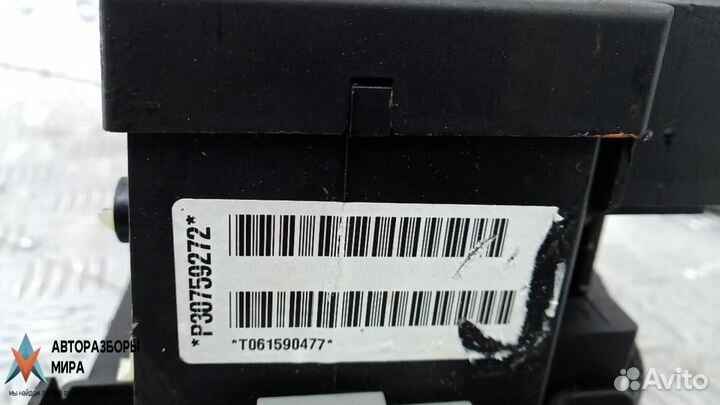 *P30759272*
*T061590477*
АВТОРАЗБОРЫ
МИРА
Avito